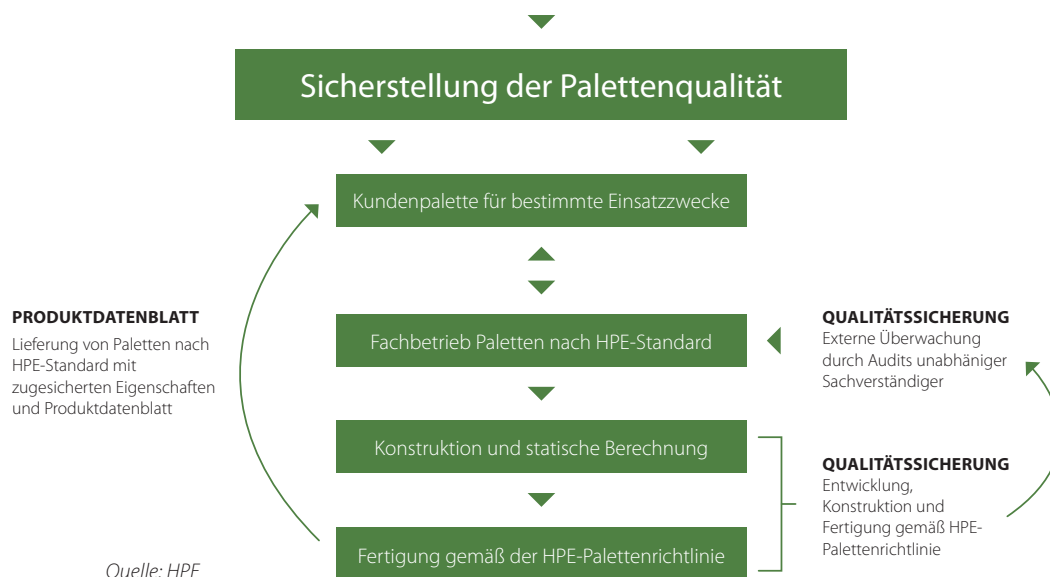 Sicherstellung der Palettenqualität
Kundenpalette für bestimmte Einsatzzwecke
PRODUKTDATENBLATT
Lieferung von Paletten nach
HPE-Standard mit
zugesicherten Eigenschaften
und Produktdatenblatt
Fachbetrieb Paletten nach HPE-Standard
QUALITÄTSSICHERUNG
Externe Überwachung
durch Audits unabhäniger
Sachverständiger
Konstruktion und statische Berechnung
QUALITÄTSSICHERUNG
Entwicklung,
Konstruktion und
Fertigung gemäß HPE-
Palettenrichtlinie
Fertigung gemäß der HPE-Palettenrichtlinie
Quelle: HPE